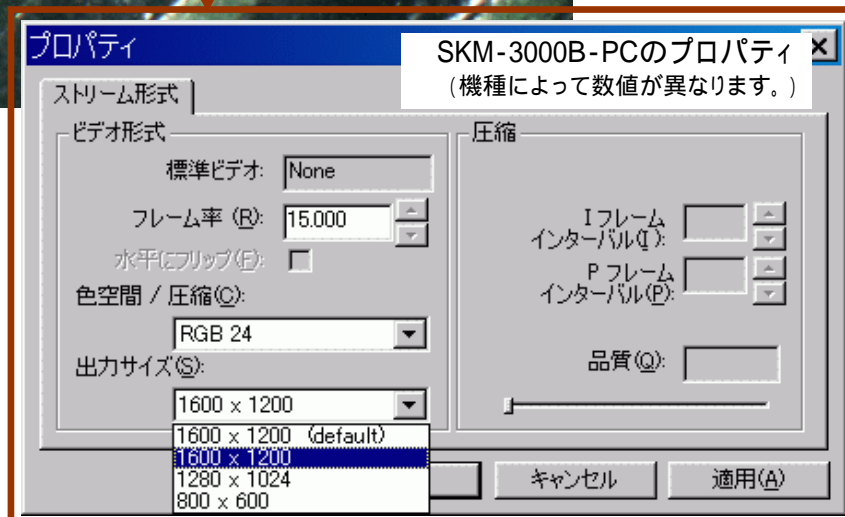 プロパティ
SKM-3000B-PCのプロパティ
(機種によって数値が異なります。)
ストリーム形式
ビデオ形式
標準ビデオ: None
フレーム率 (R): 15.000
水平にフリップ(F):
色空間 / 圧縮(C):
RGB 24
出力サイズ(S):
1600 x 1200
1600 x 1200 (default)
1600 x 1200
1280 x 1024
800 x 600
圧縮
I フレーム
インターバル(I):
P フレーム
インターバル(P):
品質(Q):
キャンセル
適用(A)